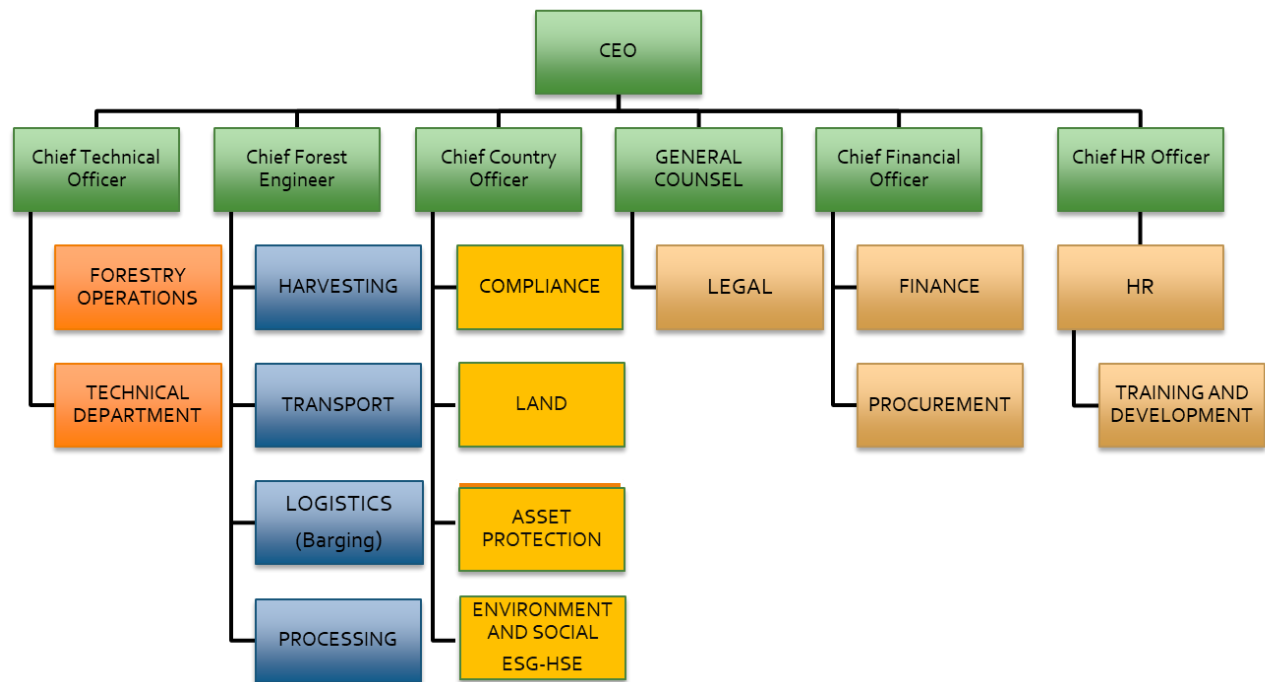 CEO
Chief Technical
Officer
Chief Forest
Engineer
Chief Country
Officer
GENERAL
COUNSEL
Chief Financial
Officer
Chief HR Officer
FORESTRY
OPERATIONS
HARVESTING
COMPLIANCE
LEGAL
FINANCE
HR
TECHNICAL
DEPARTMENT
TRANSPORT
LAND
PROCUREMENT
TRAINING AND
DEVELOPMENT
LOGISTICS
(Barging)
ASSET
PROTECTION
PROCESSING
ENVIRONMENT
AND SOCIAL
ESG-HSE